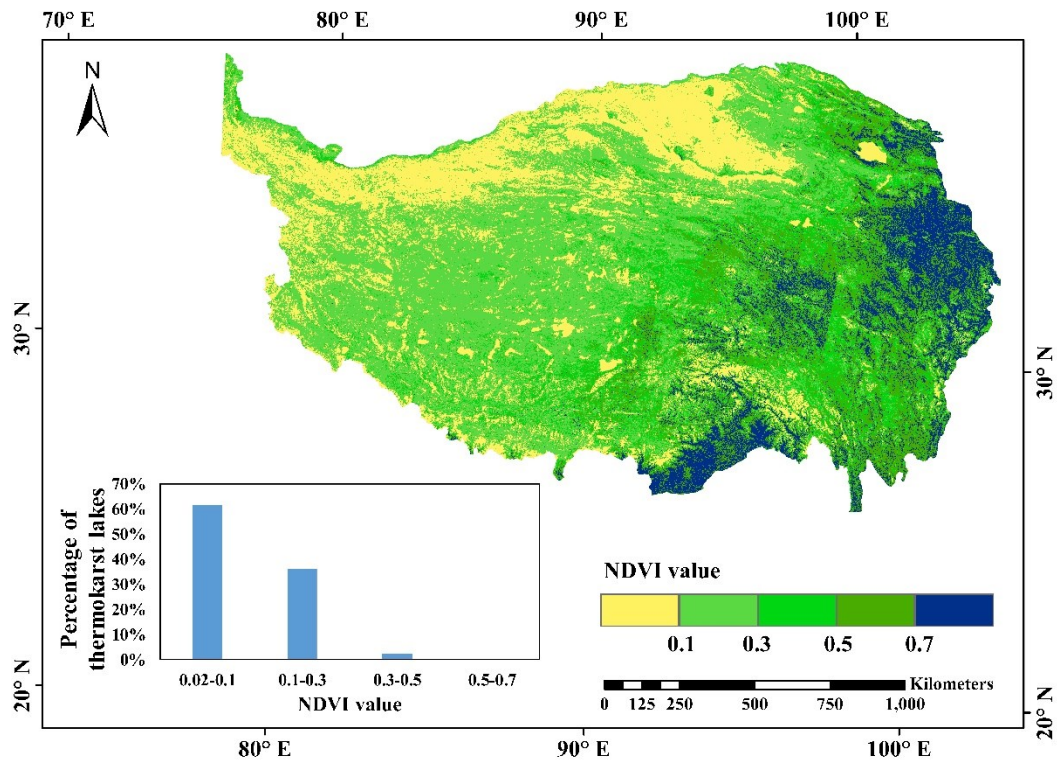 70° E 80° E 90° E 100° E
N
30° N
30° N
70%
60%
50%
40%
30%
20%
10%
0%
Percentage of
thermokarst lakes
0.02-0.1 0.1-0.3 0.3-0.5 0.5-0.7
NDVI value
NDVI value
0.1 0.3 0.5 0.7
Kilometers
0 125 250 500 750 1,000
20° N
20° N
80° E 90° E 100° E